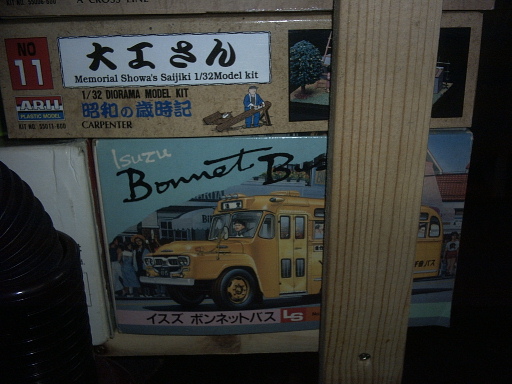 NO
11
大工さん
Memorial Showa's Saijiki 1/32Model kit
1/32 DIORAMA MODEL KIT
昭和の歳時記
CARPENTER
ARII
PLASTIC MODEL
Isuzu
Bonnet Bus
イスズ ボンネットバス
LS